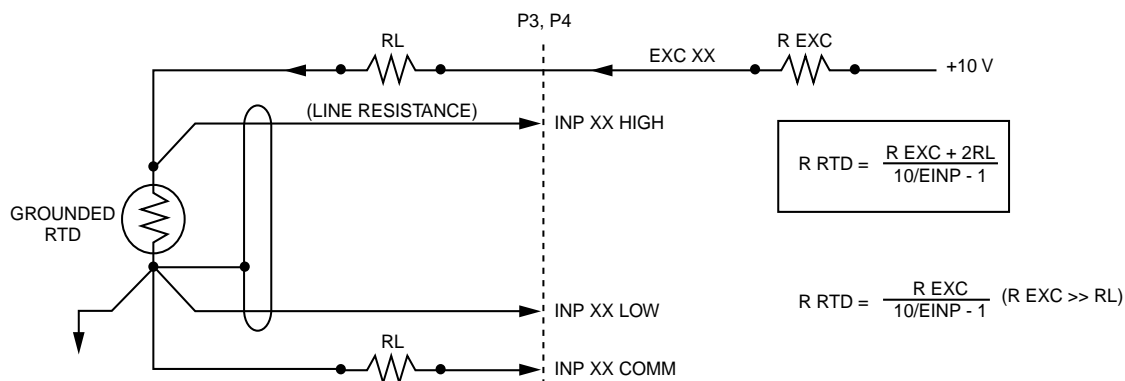 P3, P4
RL
EXC XX
R EXC
+10 V
(LINE RESISTANCE)
INP XX HIGH
R RTD = R EXC + 2RL
10/EINP - 1
GROUNDED
RTD
R RTD = R EXC
10/EINP - 1
(R EXC >> RL)
INP XX LOW
RL
INP XX COMM